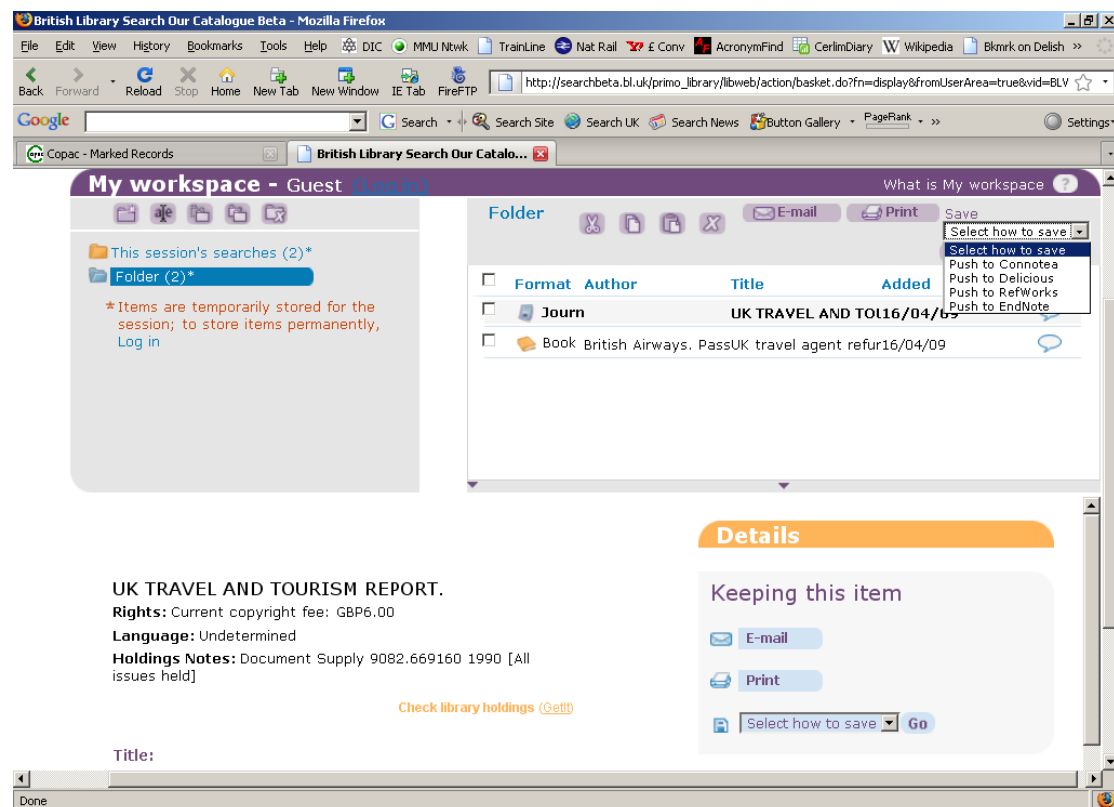 British Library Search Our Catalogue Beta - Mozilla Firefox
File Edit View History Bookmarks Tools Help DIC MMU Ntwk TrainLine Nat Rail £ Conv AcronymFind CerlimDiary Wikipedia Bkmrk on Delish »
Back Forward Reload Stop Home New Tab New Window IE Tab FireFTP http://searchbeta.bl.uk/primo_library/libweb/action/basket.do?fn=display&fromUserArea=true&vid=BLV
Google Search Search Site Search UK Search News Button Gallery PageRank » Settings
Copac - Marked Records British Library Search Our Catalo...
My workspace - Guest (Log in) What is My workspace ?
Folder E-mail Print Save
Select how to save
This session's searches (2)* Select how to save
Push to Connotea
Folder (2)* Push to Delicious
Format Author Title Added Push to RefWorks
Push to EndNote
*Items are temporarily stored for the
session; to store items permanently,
Log in
Journ UK TRAVEL AND TOU16/04/09
Book British Airways. PassUK travel agent refur16/04/09
Details
UK TRAVEL AND TOURISM REPORT.
Rights: Current copyright fee: GBP6.00
Language: Undetermined
Holdings Notes: Document Supply 9082.669160 1990 [All
issues held]
Check library holdings (GetIt)
Title:
Keeping this item
E-mail
Print
Select how to save Go
Done